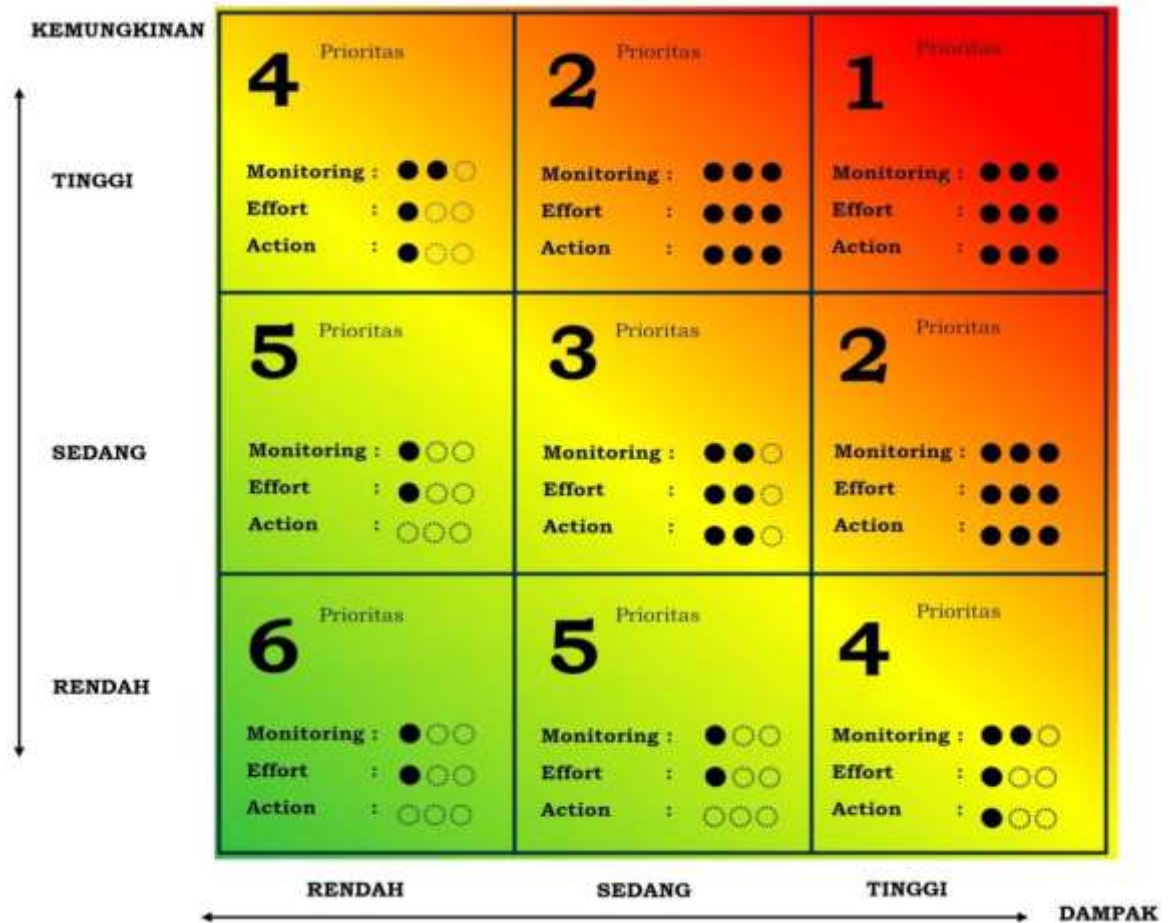 KEMUNGKINAN
4 Prioritas
2 Prioritas
1 Prioritas
TINGGI
Monitoring :
Effort :
Action :
Monitoring :
Effort :
Action :
Monitoring :
Effort :
Action :
5 Prioritas
3 Prioritas
2 Prioritas
SEDANG
Monitoring :
Effort :
Action :
Monitoring :
Effort :
Action :
Monitoring :
Effort :
Action :
6 Prioritas
5 Prioritas
4 Prioritas
RENDAH
Monitoring :
Effort :
Action :
Monitoring :
Effort :
Action :
Monitoring :
Effort :
Action :
RENDAH
SEDANG
TINGGI
DAMPAK